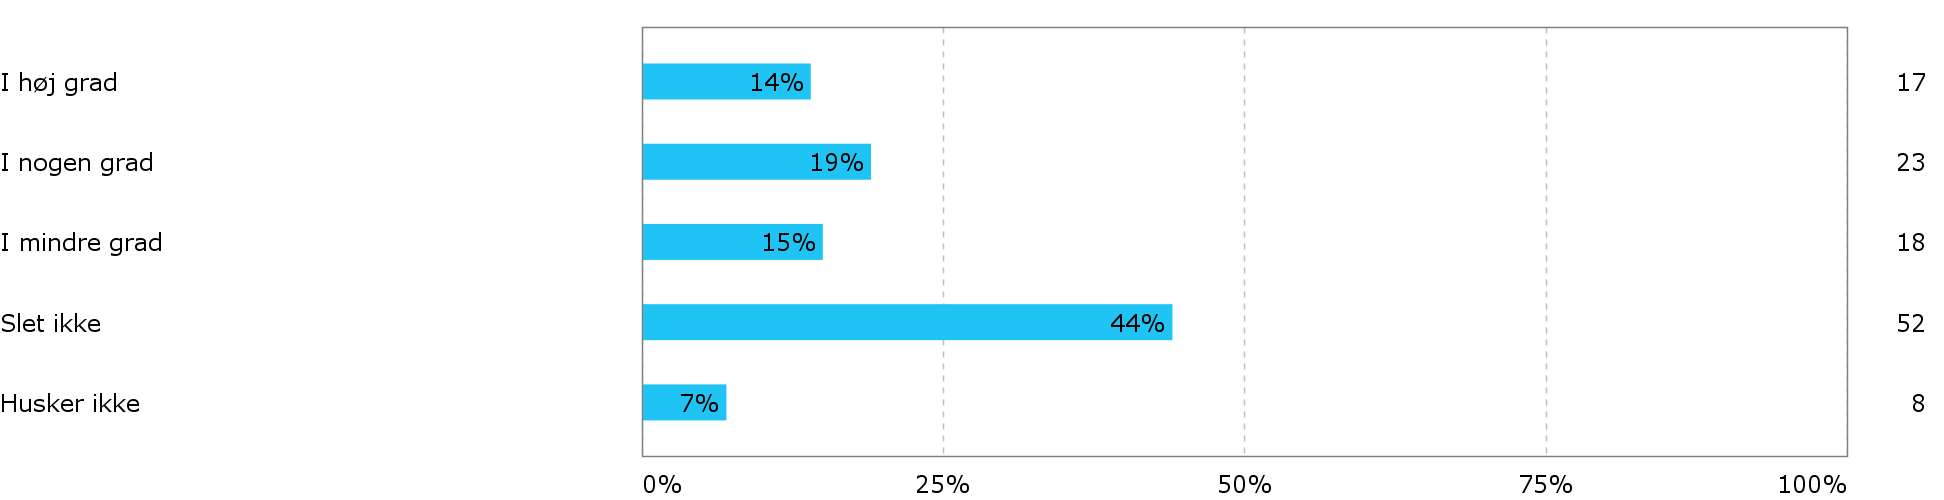 I høj grad 14% 17
I nogen grad 19% 23
I mindre grad 15% 18
Slet ikke 44% 52
Husker ikke 7% 8
0% 25% 50% 75% 100%